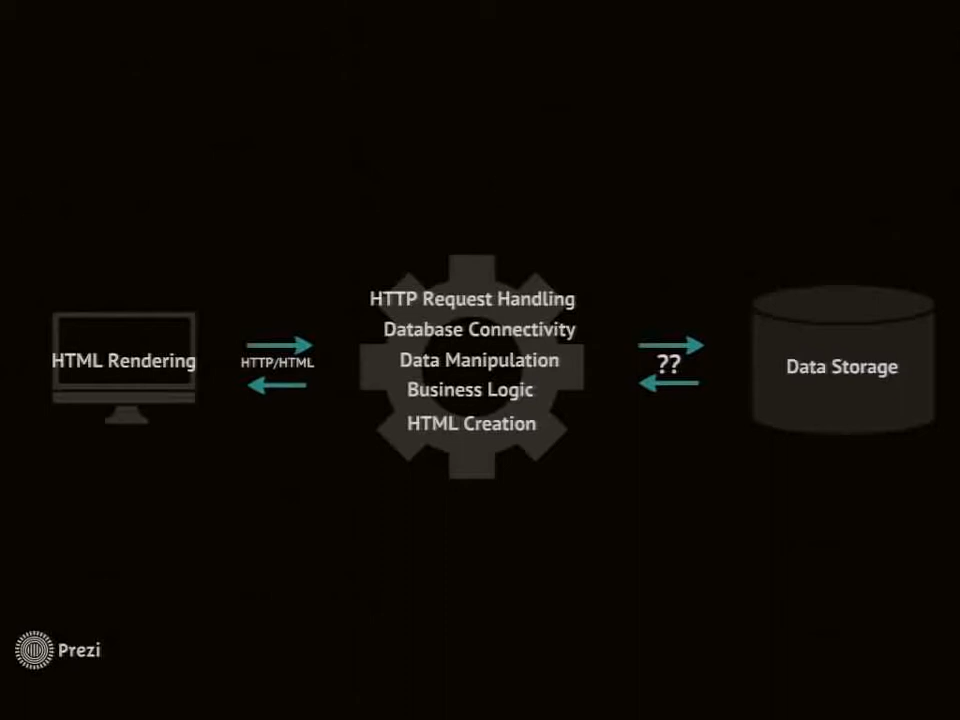 HTML Rendering
HTTP/HTML
HTTP Request Handling
Database Connectivity
Data Manipulation
Business Logic
HTML Creation
??
Data Storage
Prezi